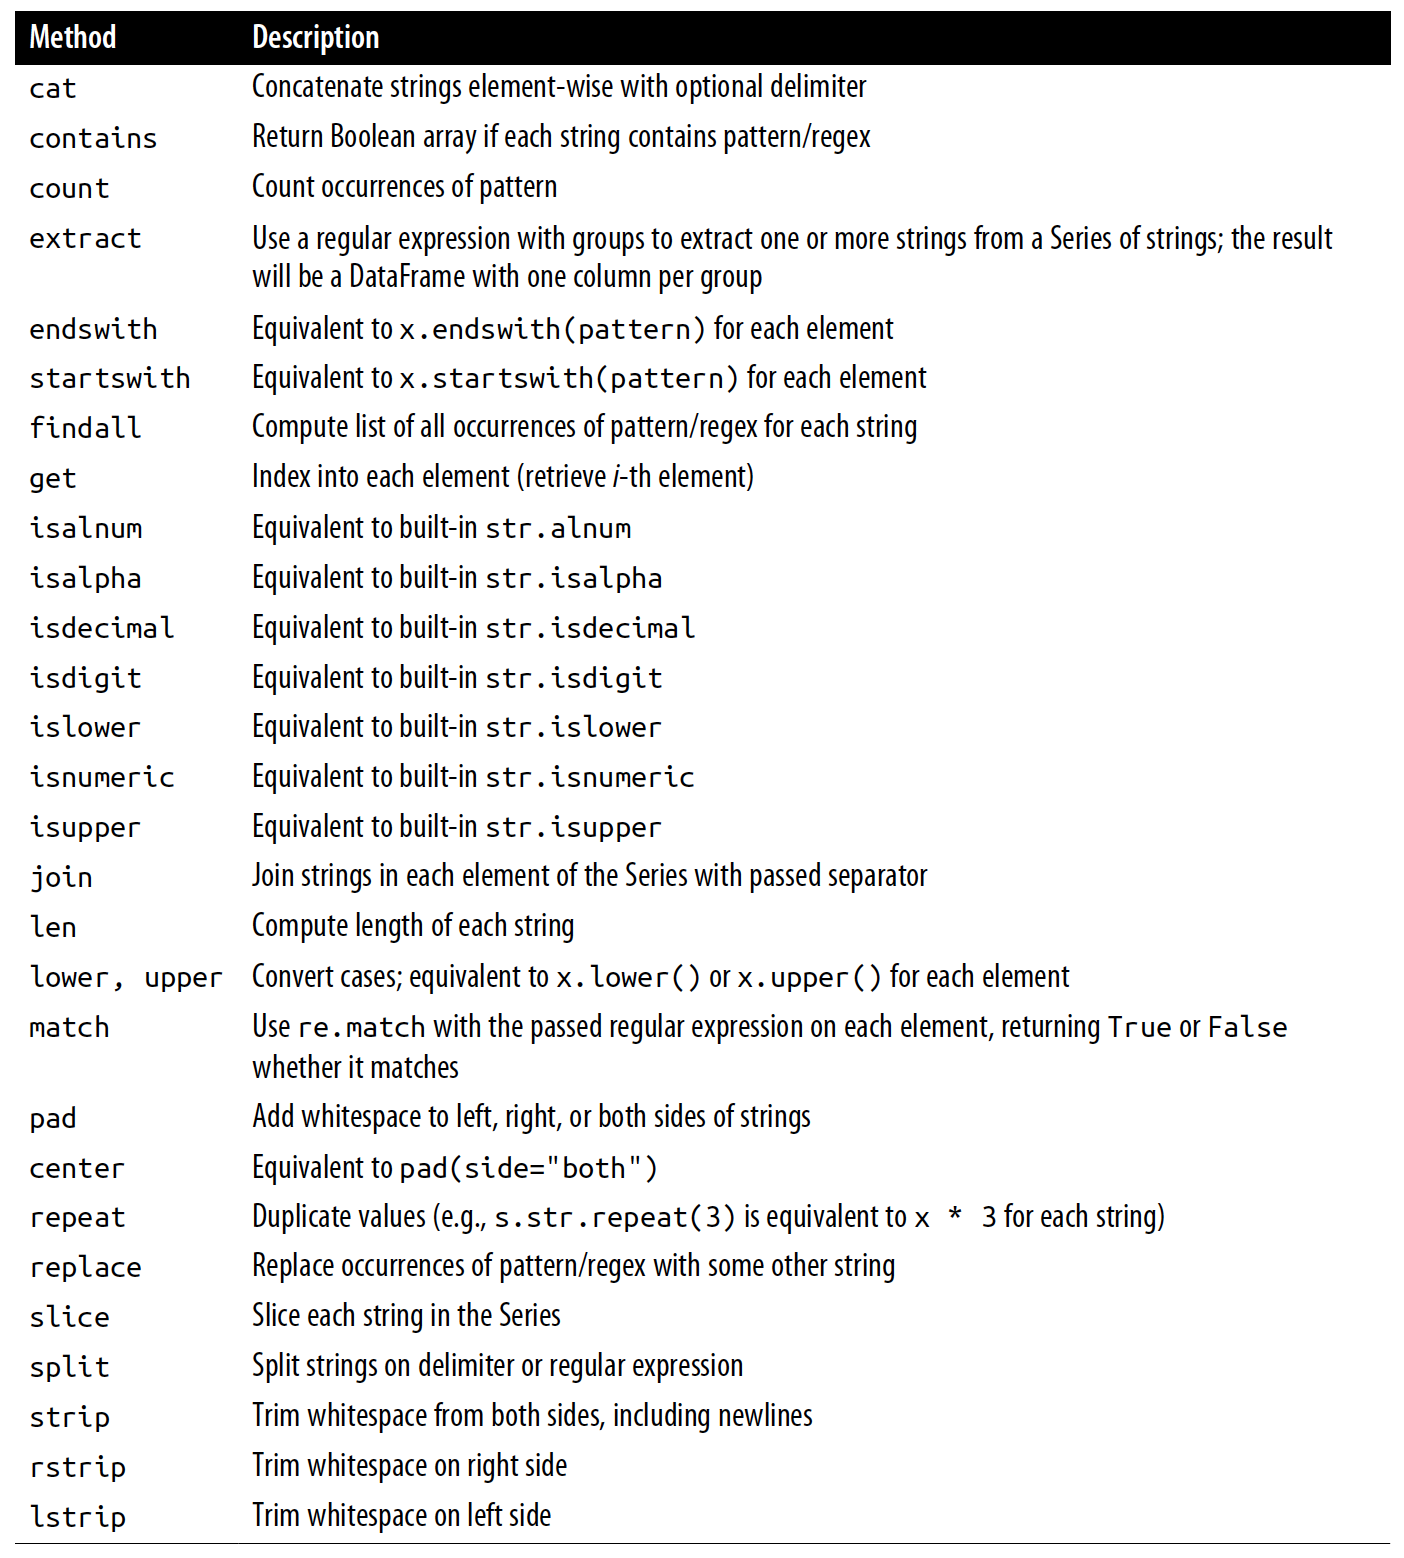 Method Description
cat Concatenate strings element-wise with optional delimiter
contains Return Boolean array if each string contains pattern/regex
count Count occurrences of pattern
extract Use a regular expression with groups to extract one or more strings from a Series of strings; the result
will be a DataFrame with one column per group
endswith Equivalent to x.endswith(pattern) for each element
startswith Equivalent to x.startswith(pattern) for each element
findall Compute list of all occurrences of pattern/regex for each string
get Index into each element (retrieve i-th element)
isalnum Equivalent to built-in str.alnum
isalpha Equivalent to built-in str.isalpha
isdecimal Equivalent to built-in str.isdecimal
isdigit Equivalent to built-in str.isdigit
islower Equivalent to built-in str.islower
isnumeric Equivalent to built-in str.isnumeric
isupper Equivalent to built-in str.isupper
join Join strings in each element of the Series with passed separator
len Compute length of each string
lower, upper Convert cases; equivalent to x.lower() or x.upper() for each element
match Use re.match with the passed regular expression on each element, returning True or False
whether it matches
pad Add whitespace to left, right, or both sides of strings
center Equivalent to pad(side="both")
repeat Duplicate values (e.g., s.str.repeat(3) is equivalent to x * 3 for each string)
replace Replace occurrences of pattern/regex with some other string
slice Slice each string in the Series
split Split strings on delimiter or regular expression
strip Trim whitespace from both sides, including newlines
rstrip Trim whitespace on right side
lstrip Trim whitespace on left side